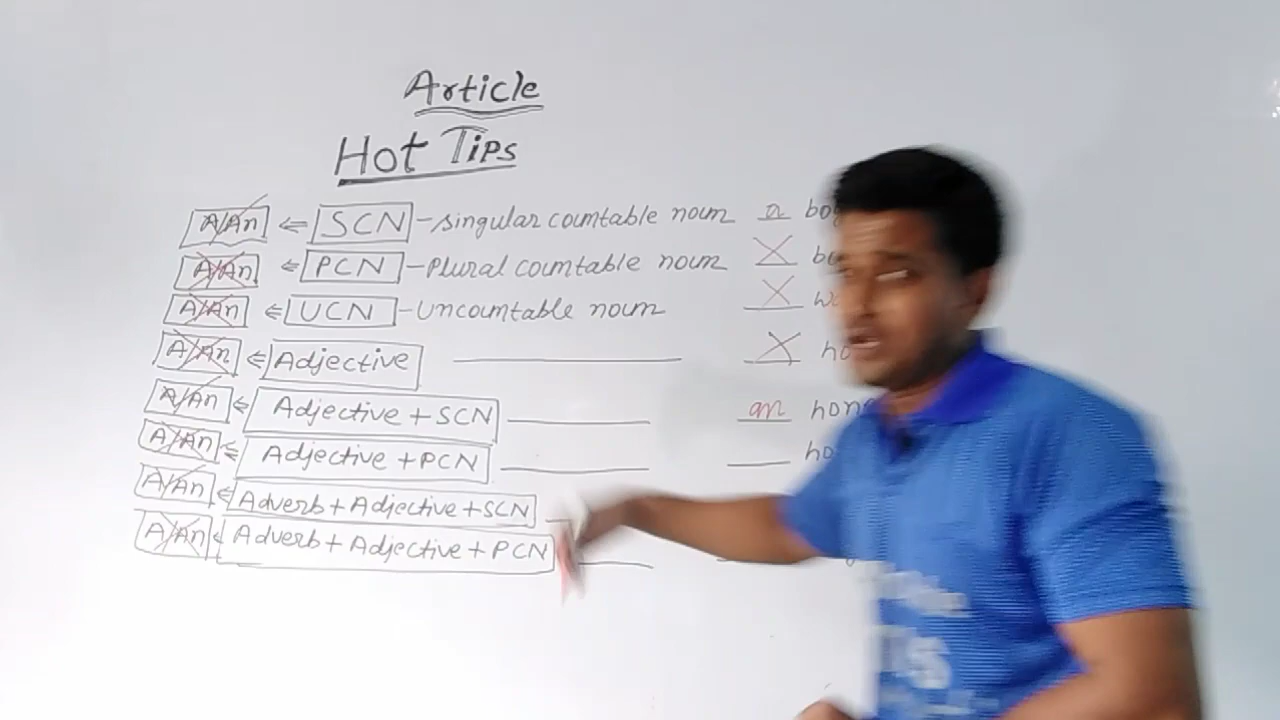 Article
Hot Tips
A/An ⇐ SCN - singular countable noun a
A/An ⇐ PCN - Plural countable noun X
A/An ⇐ UCN - Uncountable noun X
A/An ⇐ Adjective X
A/An ⇐ Adjective + SCN an
A/An ⇐ Adjective + PCN
A/An ⇐ Adverb + Adjective + SCN
A/An ⇐ Adverb + Adjective + PCN